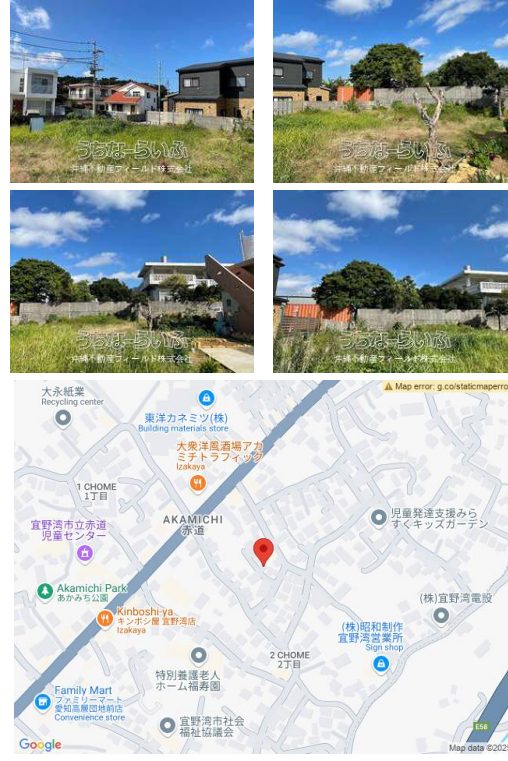 うちなーらいふ
沖縄不動産フィールド株式会社
うちなーらいふ
沖縄不動産フィールド株式会社
うちなーらいふ
沖縄不動産フィールド株式会社
うちなーらいふ
沖縄不動産フィールド株式会社
Map error: g.co/staticmaperro
大永紙業
Recycling center
東洋カネミツ(株)
Building materials store
大衆洋風酒場アカ
ミチトラフィック
Izakaya
1 CHOME
1丁目
AKAMICHI
赤道
児童発達支援みら
すくキッズガーデン
宜野湾市立赤道
児童センター
Akamichi Park
あかみち公園
(株)宜野湾電設
Kinboshi-ya
キンボシ屋 宜野湾店
Izakaya
(株)昭和制作
宜野湾営業所
Sign shop
2 CHOME
2丁目
特別養護老人
ホーム福寿園
Family Mart
ファミリーマート
愛知高層団地前店
Convenience store
宜野湾市社会
福祉協議会
E58
Google
Map data ©2025